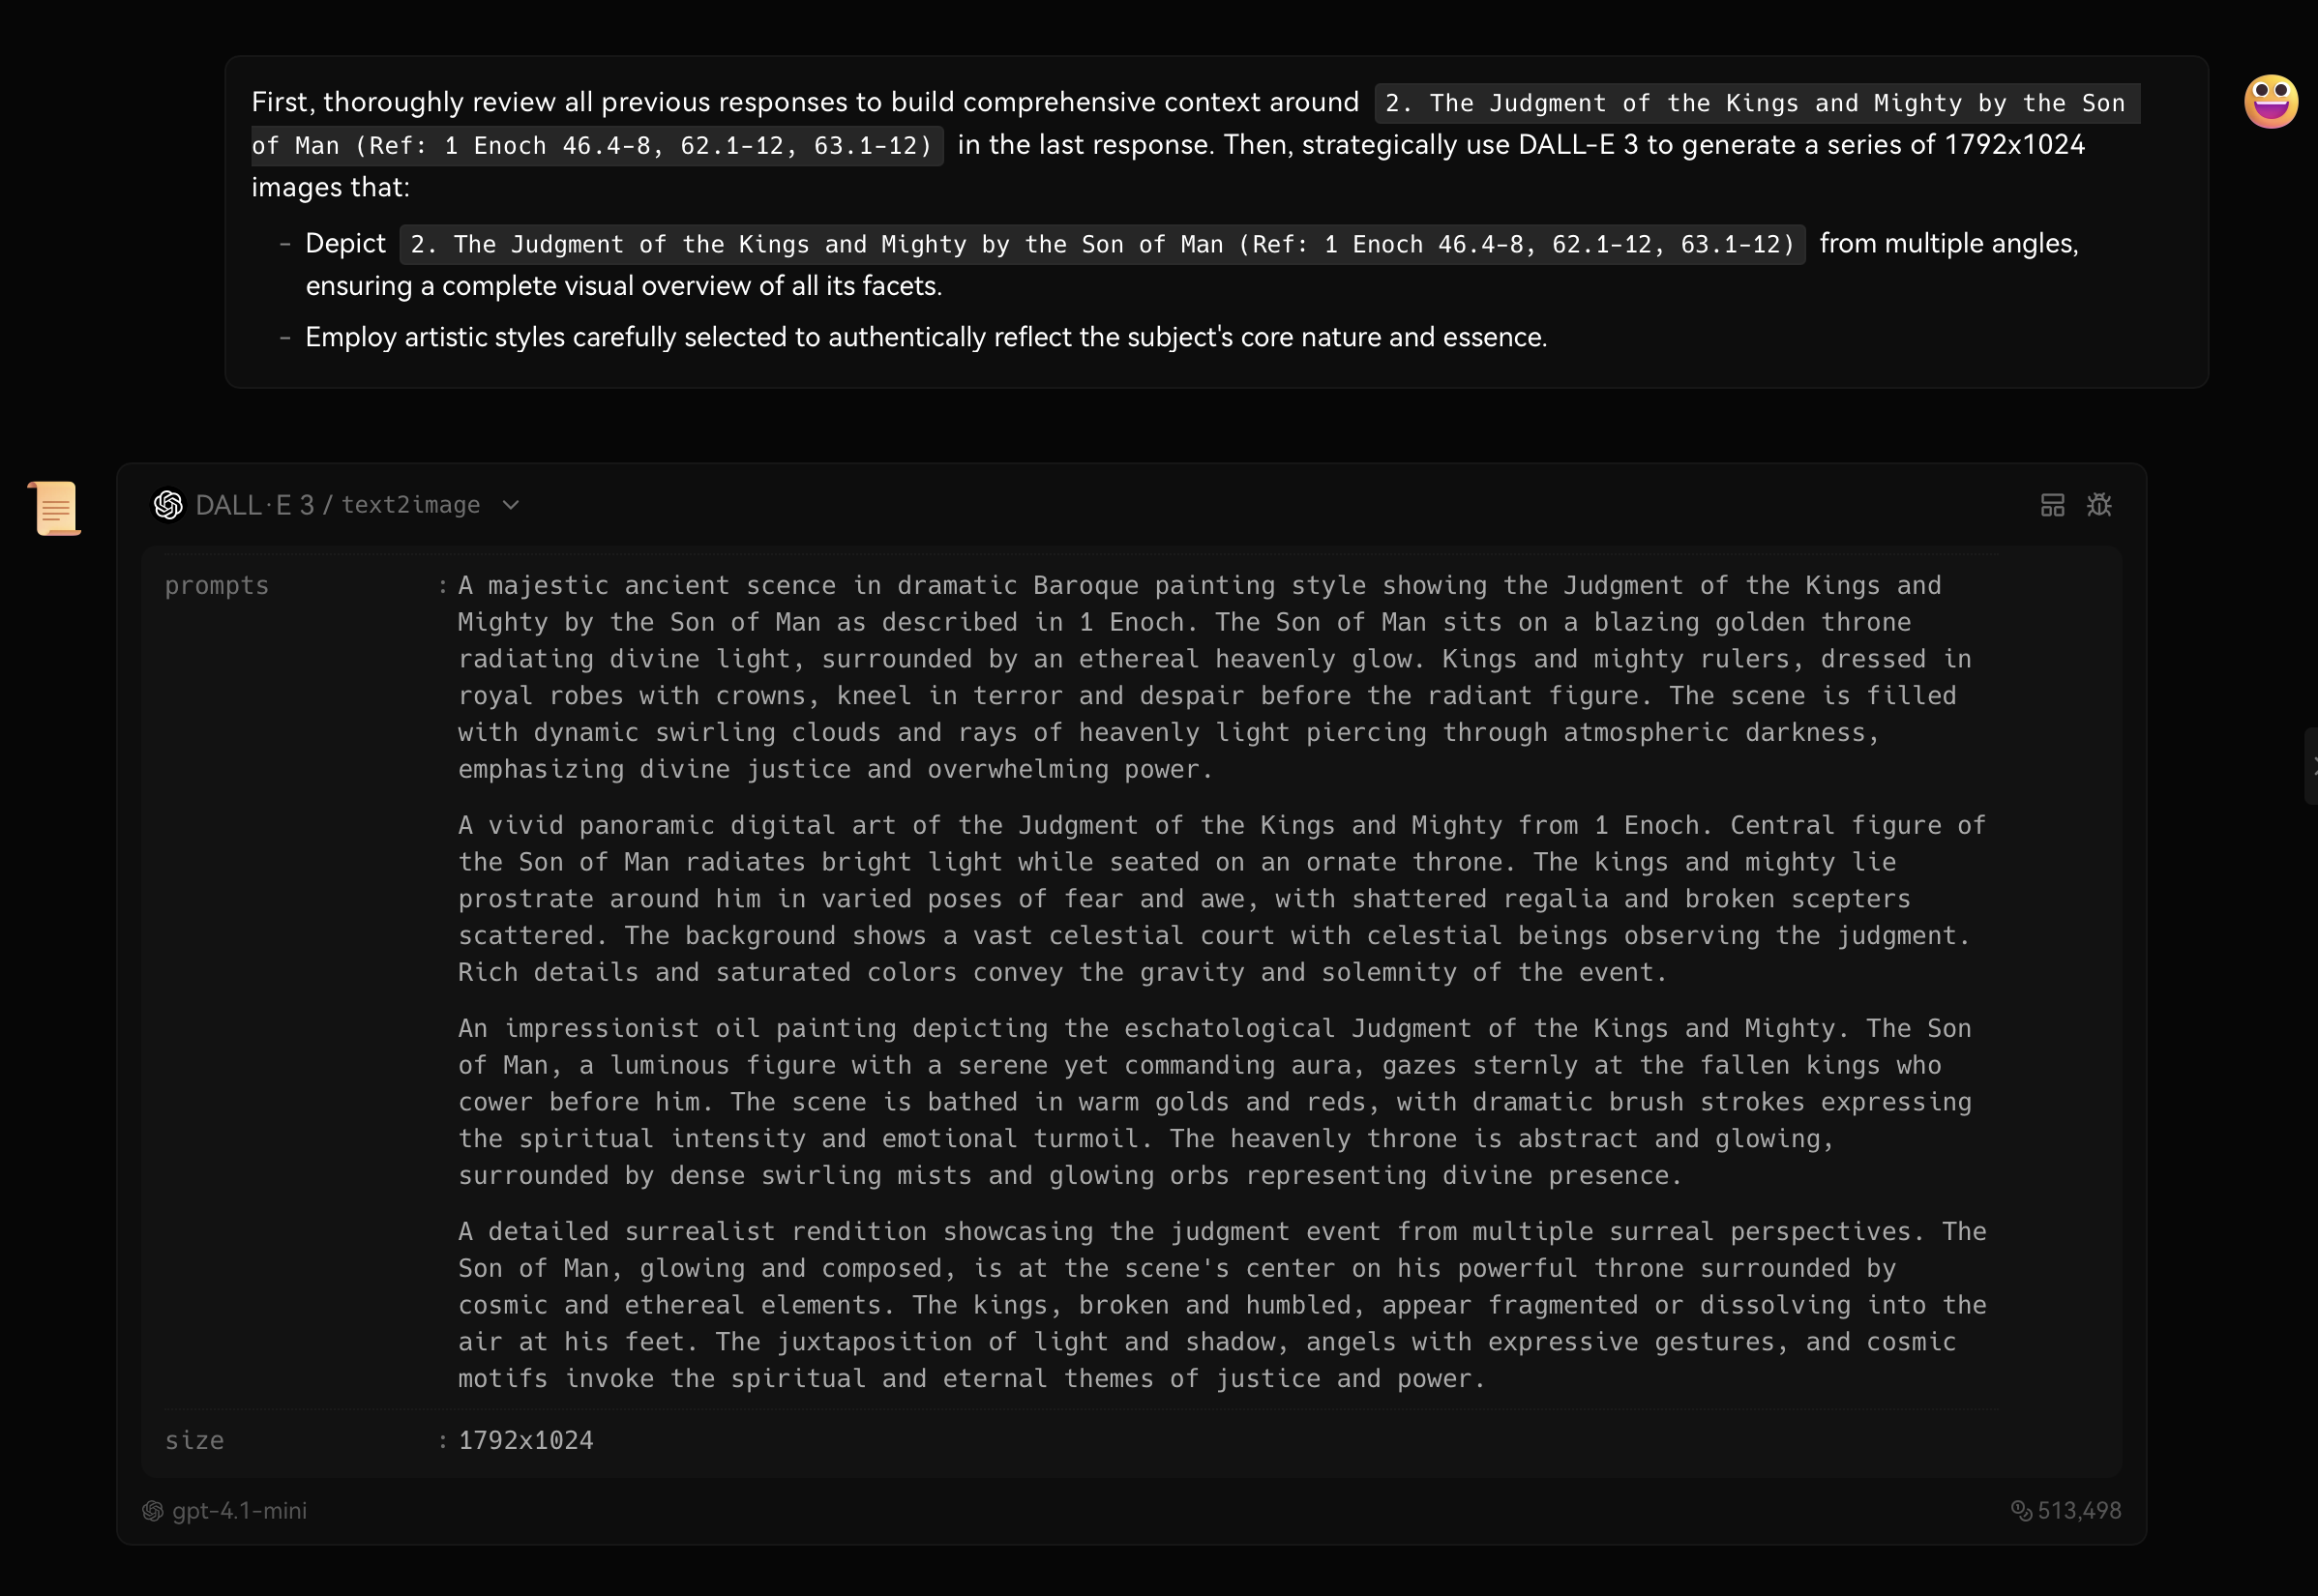 First, thoroughly review all previous responses to build comprehensive context around 2. The Judgment of the Kings and Mighty by the Son
of Man (Ref: 1 Enoch 46.4-8, 62.1-12, 63.1-12) in the last response. Then, strategically use DALL-E 3 to generate a series of 1792x1024
images that:
- Depict 2. The Judgment of the Kings and Mighty by the Son of Man (Ref: 1 Enoch 46.4-8, 62.1-12, 63.1-12) from multiple angles,
ensuring a complete visual overview of all its facets.
- Employ artistic styles carefully selected to authentically reflect the subject's core nature and essence.
DALL·E 3 / text2image
prompts : A majestic ancient scence in dramatic Baroque painting style showing the Judgment of the Kings and
Mighty by the Son of Man as described in 1 Enoch. The Son of Man sits on a blazing golden throne
radiating divine light, surrounded by an ethereal heavenly glow. Kings and mighty rulers, dressed in
royal robes with crowns, kneel in terror and despair before the radiant figure. The scene is filled
with dynamic swirling clouds and rays of heavenly light piercing through atmospheric darkness,
emphasizing divine justice and overwhelming power.
A vivid panoramic digital art of the Judgment of the Kings and Mighty from 1 Enoch. Central figure of
the Son of Man radiates bright light while seated on an ornate throne. The kings and mighty lie
prostrate around him in varied poses of fear and awe, with shattered regalia and broken scepters
scattered. The background shows a vast celestial court with celestial beings observing the judgment.
Rich details and saturated colors convey the gravity and solemnity of the event.
An impressionist oil painting depicting the eschatological Judgment of the Kings and Mighty. The Son
of Man, a luminous figure with a serene yet commanding aura, gazes sternly at the fallen kings who
cower before him. The scene is bathed in warm golds and reds, with dramatic brush strokes expressing
the spiritual intensity and emotional turmoil. The heavenly throne is abstract and glowing,
surrounded by dense swirling mists and glowing orbs representing divine presence.
A detailed surrealist rendition showcasing the judgment event from multiple surreal perspectives. The
Son of Man, glowing and composed, is at the scene's center on his powerful throne surrounded by
cosmic and ethereal elements. The kings, broken and humbled, appear fragmented or dissolving into the
air at his feet. The juxtaposition of light and shadow, angels with expressive gestures, and cosmic
motifs invoke the spiritual and eternal themes of justice and power.
size : 1792x1024
gpt-4.1-mini 513,498